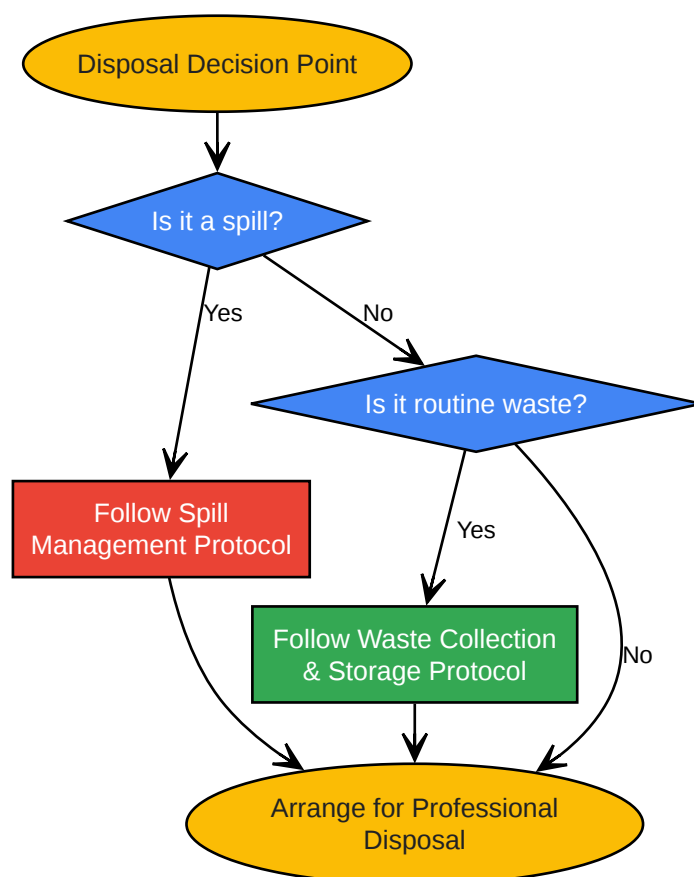 Disposal Decision Point
Is it a spill?
Yes
No
Is it routine waste?
Follow Spill
Management Protocol
Yes
Follow Waste Collection
& Storage Protocol
No
Arrange for Professional
Disposal